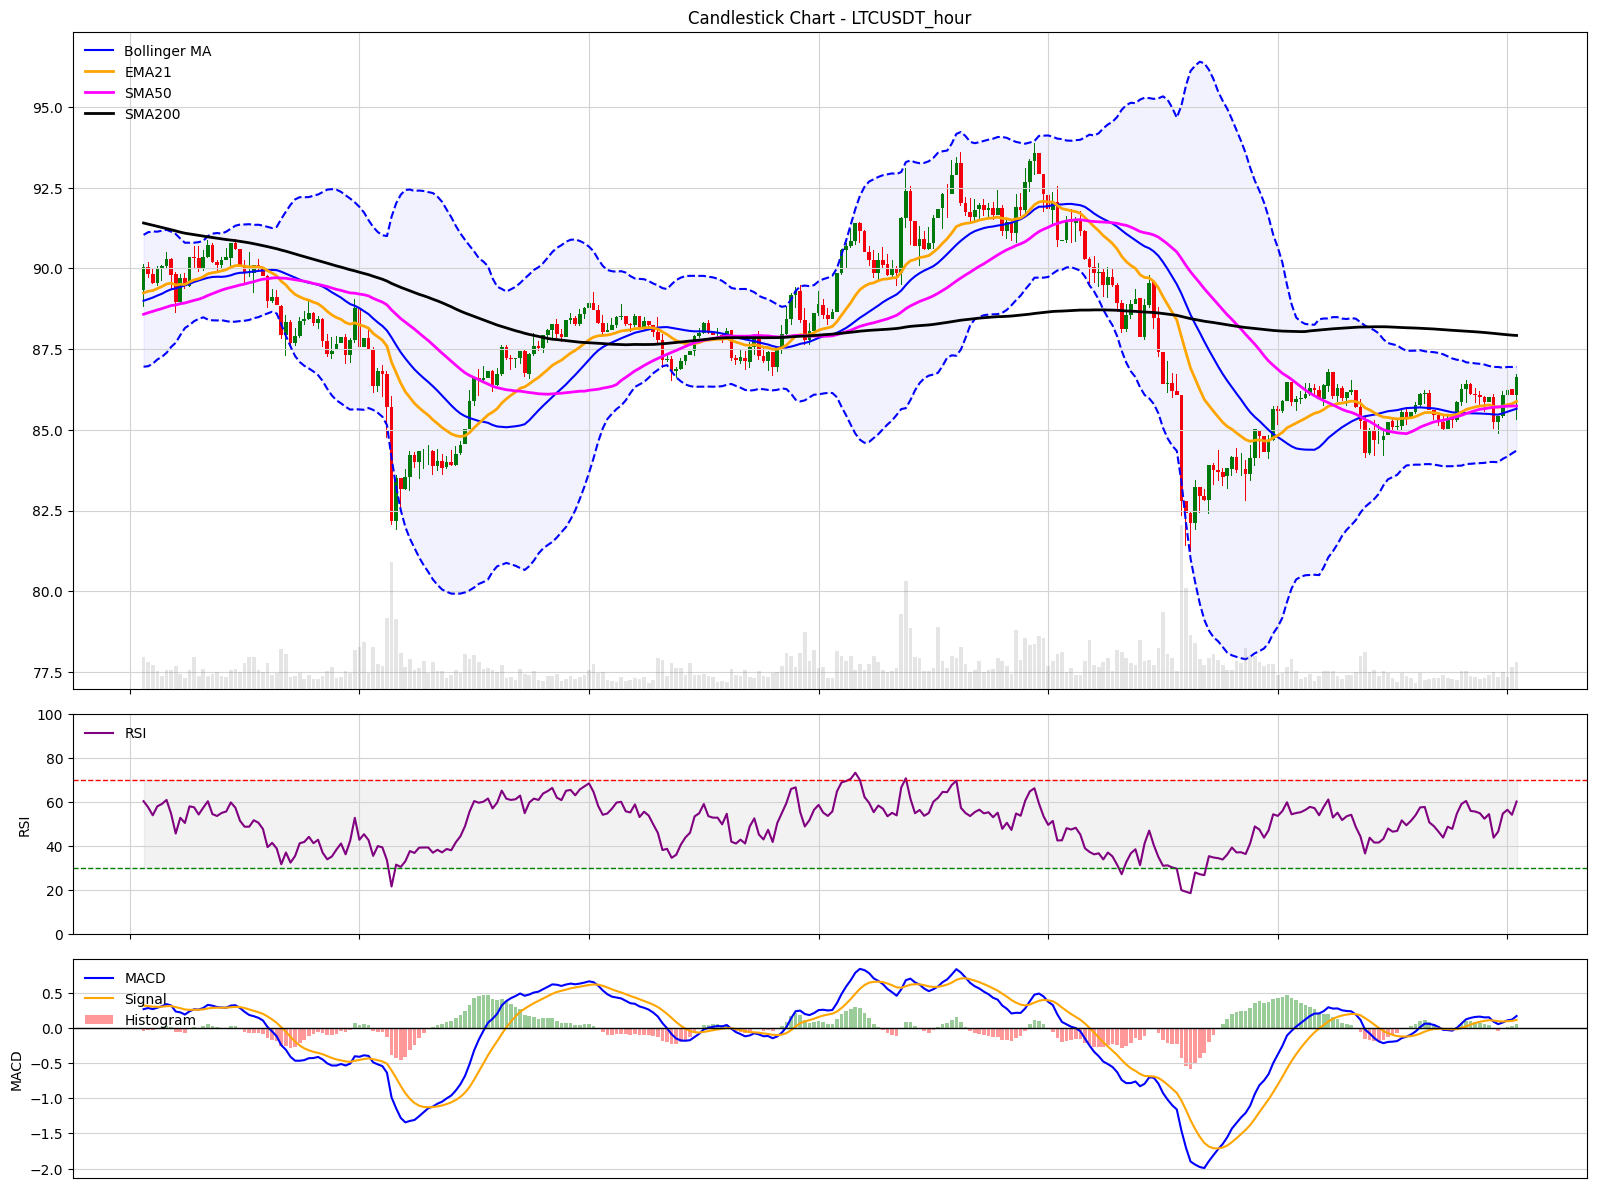 Candlestick Chart - LTCUSDT_hour
Bollinger MA
EMA21
SMA50
SMA200
95.0
92.5
90.0
87.5
85.0
82.5
80.0
77.5
100
RSI
80
60
RSI
40
20
0
MACD
0.5
Signal
Histogram
0.0
−0.5
MACD
−1.0
−1.5
−2.0